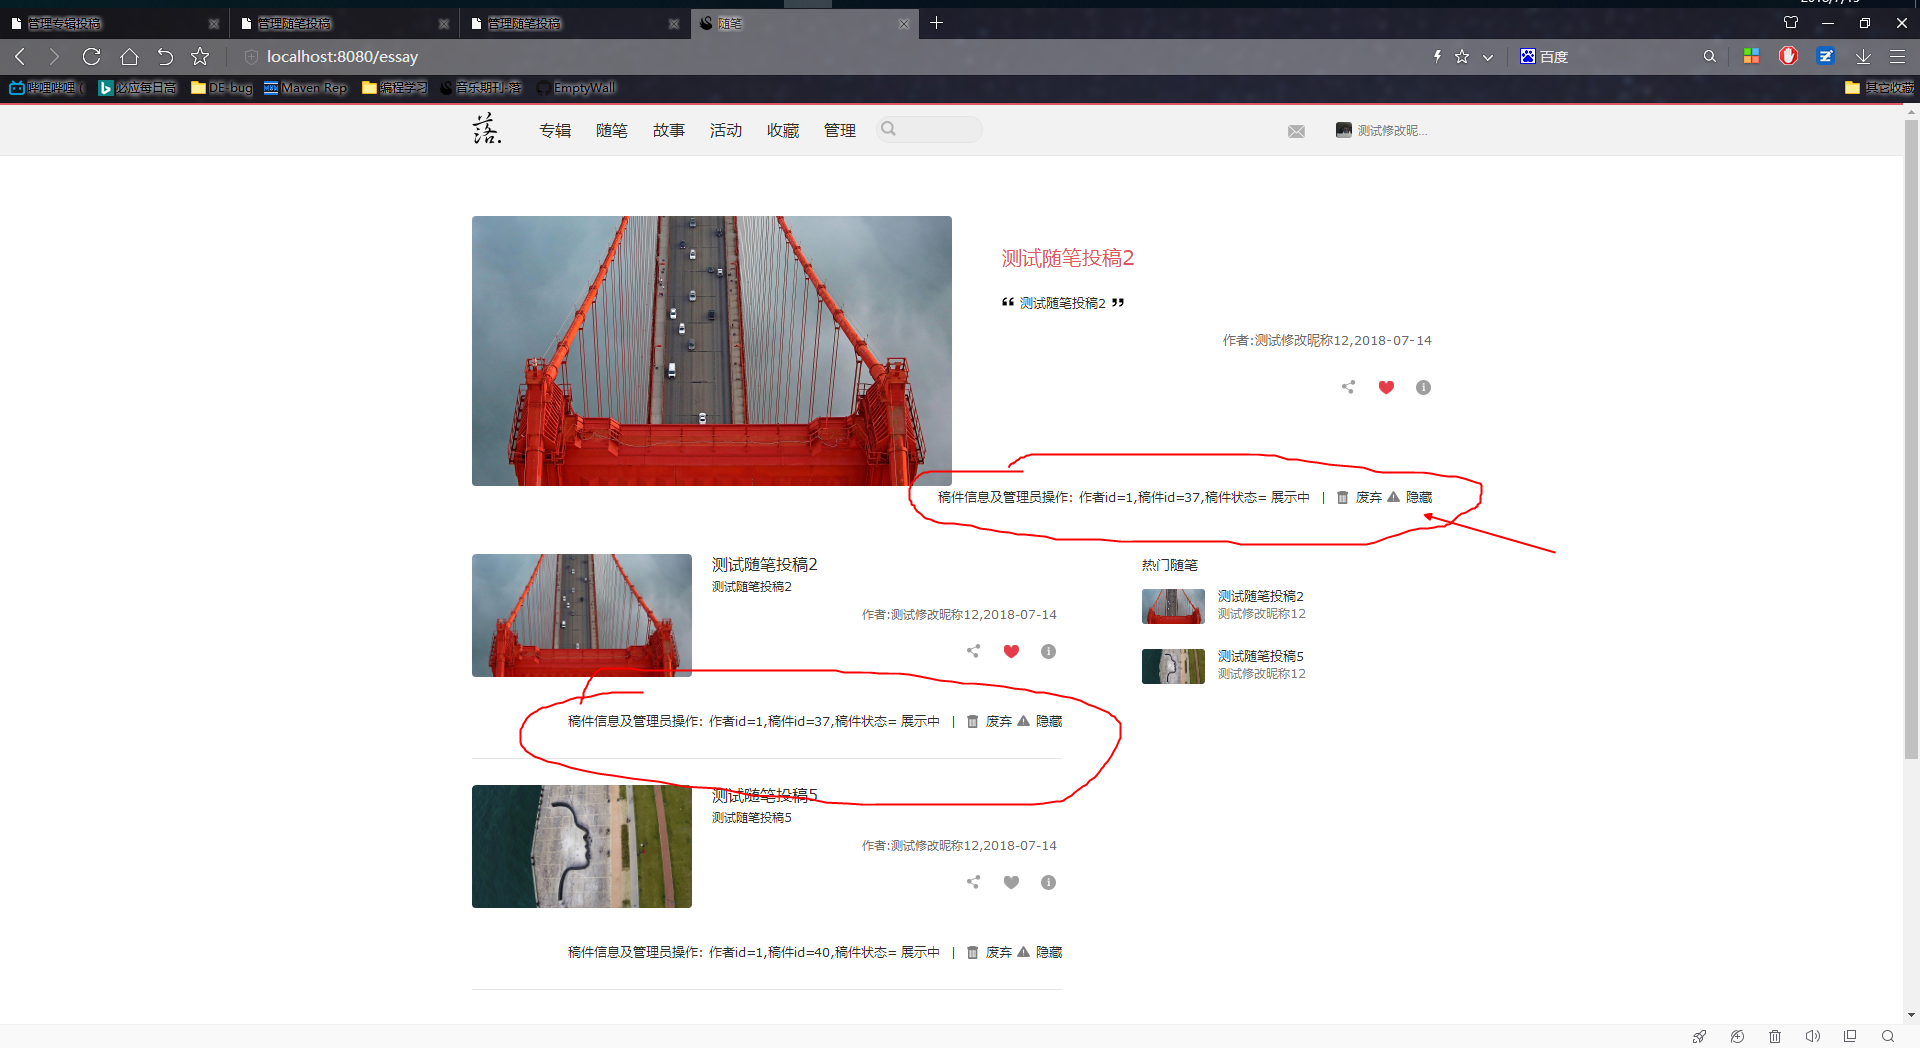 管理专辑投稿
管理随笔投稿
管理随笔投稿
随笔
localhost:8080/essay
百度
哔哩哔哩 (
必应每日高
DE-bug
Maven Rep
编程学习
音乐期刊-落
EmptyWall
其它收藏
落.
专辑 随笔 故事 活动 收藏 管理
测试修改昵...
测试随笔投稿2
❝ 测试随笔投稿2 ❞
作者:测试修改昵称12,2018-07-14
稿件信息及管理员操作: 作者id=1,稿件id=37,稿件状态= 展示中 | 废弃 隐藏
测试随笔投稿2
测试随笔投稿2
作者:测试修改昵称12,2018-07-14
稿件信息及管理员操作: 作者id=1,稿件id=37,稿件状态= 展示中 | 废弃 隐藏
测试随笔投稿5
测试随笔投稿5
作者:测试修改昵称12,2018-07-14
稿件信息及管理员操作: 作者id=1,稿件id=40,稿件状态= 展示中 | 废弃 隐藏
热门随笔
测试随笔投稿2
测试修改昵称12
测试随笔投稿5
测试修改昵称12